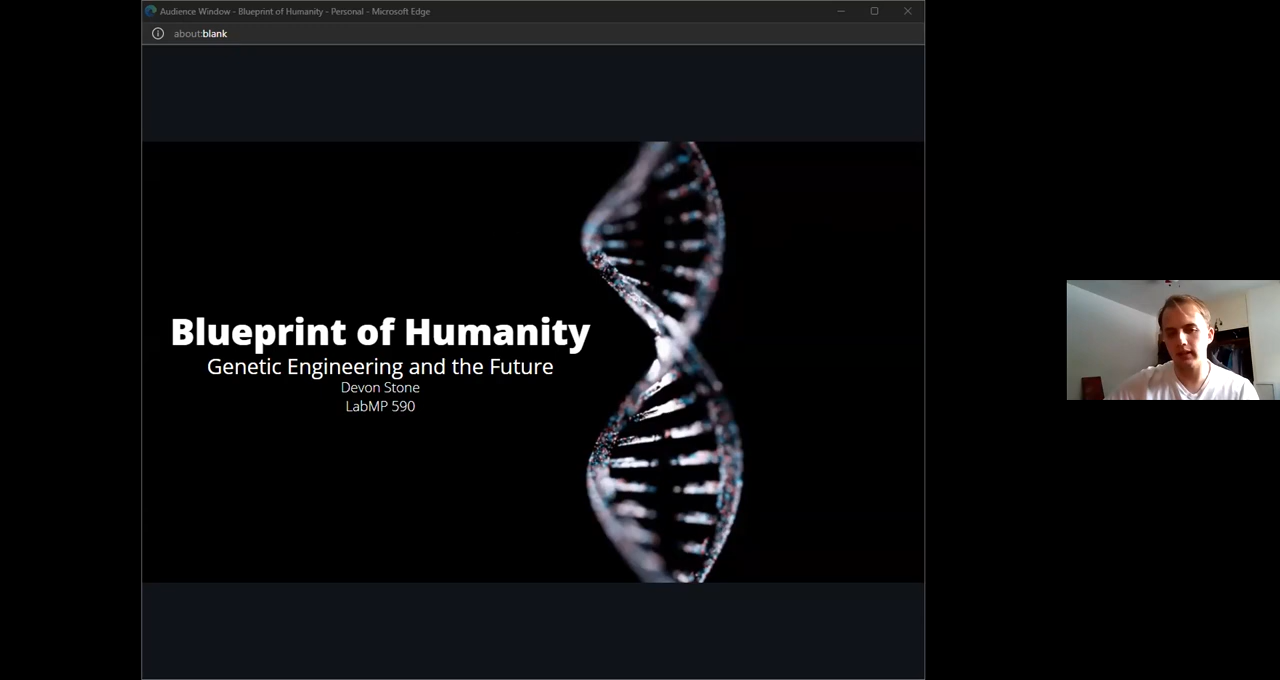 Audience Window - Blueprint of Humanity - Personal - Microsoft Edge
about:blank
Blueprint of Humanity
Genetic Engineering and the Future
Devon Stone
LabMP 590